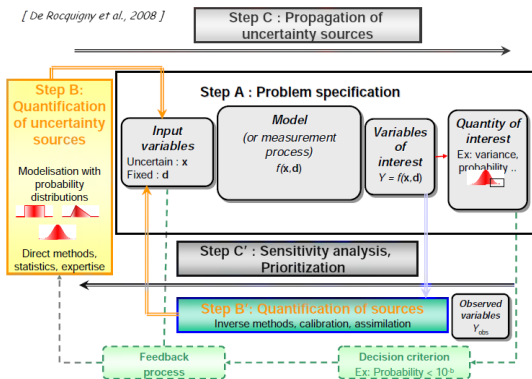 [ De Rocquigny et al., 2008 ]
Step C : Propagation of
uncertainty sources
Step B:
Quantification
of uncertainty
sources
Modelisation with
probability
distributions
Direct methods,
statistics, expertise
Step A : Problem specification
Input
variables
Uncertain : x
Fixed : d
Model
(or measurement
process)
f(x,d)
Variables
of interest
Y = f(x,d)
Quantity of
interest
Ex: variance,
probability ..
Step C' : Sensitivity analysis,
Prioritization
Step B': Quantification of sources
Inverse methods, calibration, assimilation
Observed
variables
Yobs
Feedback
process
Decision criterion
Ex: Probability < 10-b